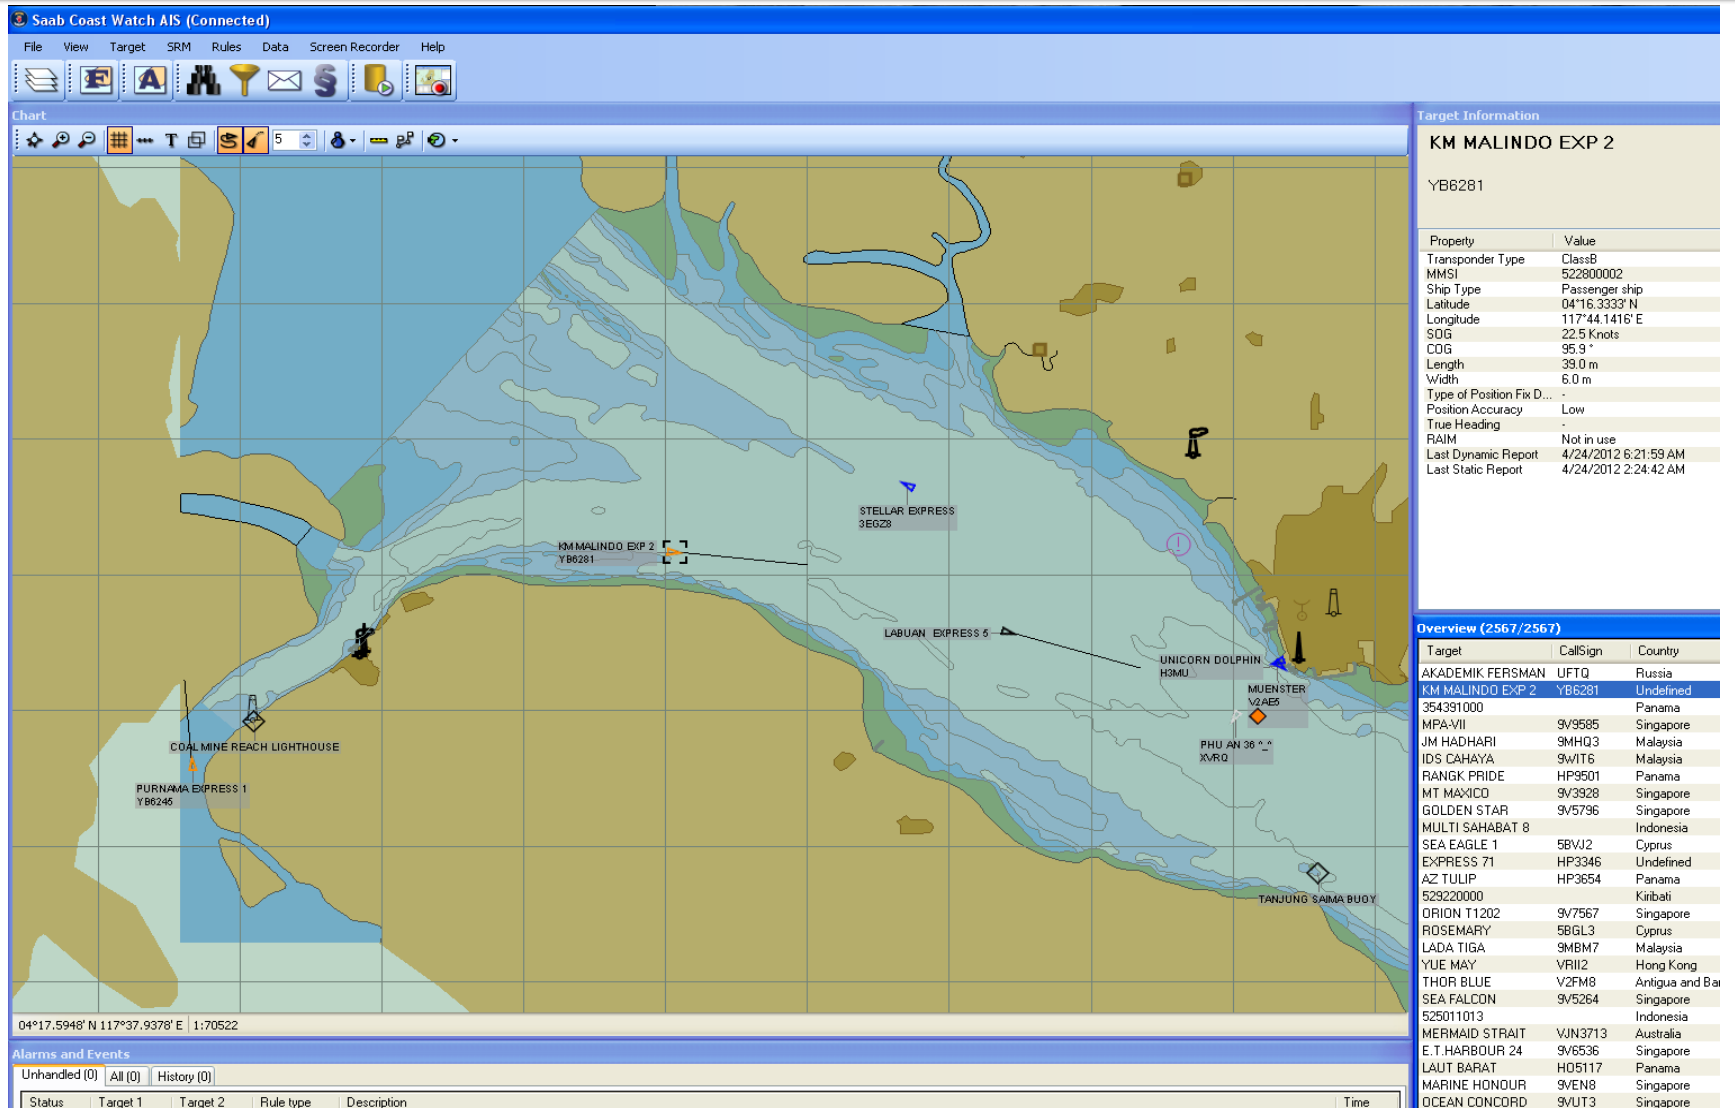 Saab Coast Watch AIS (Connected)
File View Target SRM Rules Data Screen Recorder Help
Chart
T 5
STELLAR EXPRESS
3EGZ8
KM MALINDO EXP 2
YB6281
LABUAN EXPRESS 5
UNICORN DOLPHIN
H3MU
MUENSTER
V2AE5
PHU AN 36 ^_^
XVRQ
COAL MINE REACH LIGHTHOUSE
PURNAMA EXPRESS 1
YB6245
TANJUNG SAIMA BUOY
04°17.5948' N 117°37.9378' E 1:70522
Alarms and Events
Unhandled (0) All (0) History (0)
Status Target 1 Target 2 Rule type Description Time
Target Information
KM MALINDO EXP 2
YB6281
Property Value
Transponder Type ClassB
MMSI 522800002
Ship Type Passenger ship
Latitude 04°16.3333' N
Longitude 117°44.1416' E
SOG 22.5 Knots
COG 95.9 °
Length 39.0 m
Width 6.0 m
Type of Position Fix D... -
Position Accuracy Low
True Heading -
RAIM Not in use
Last Dynamic Report 4/24/2012 6:21:59 AM
Last Static Report 4/24/2012 2:24:42 AM
Overview (2567/2567)
Target CallSign Country
AKADEMIK FERSMAN UFTQ Russia
KM MALINDO EXP 2 YB6281 Undefined
354391000 Panama
MPA-VII 9V9585 Singapore
JM HADHARI 9MHQ3 Malaysia
IDS CAHAYA 9WIT6 Malaysia
RANGK PRIDE HP9501 Panama
MT MAXICO 9V3928 Singapore
GOLDEN STAR 9V5796 Singapore
MULTI SAHABAT 8 Indonesia
SEA EAGLE 1 5BVJ2 Cyprus
EXPRESS 71 HP3346 Undefined
AZ TULIP HP3654 Panama
529220000 Kiribati
ORION T1202 9V7567 Singapore
ROSEMARY 5BGL3 Cyprus
LADA TIGA 9MBM7 Malaysia
YUE MAY VRII2 Hong Kong
THOR BLUE V2FM8 Antigua and Bar
SEA FALCON 9V5264 Singapore
525011013 Indonesia
MERMAID STRAIT VJN3713 Australia
E.T.HARBOUR 24 9V6536 Singapore
LAUT BARAT HO5117 Panama
MARINE HONOUR 9VEN8 Singapore
OCEAN CONCORD 9VUT3 Singapore